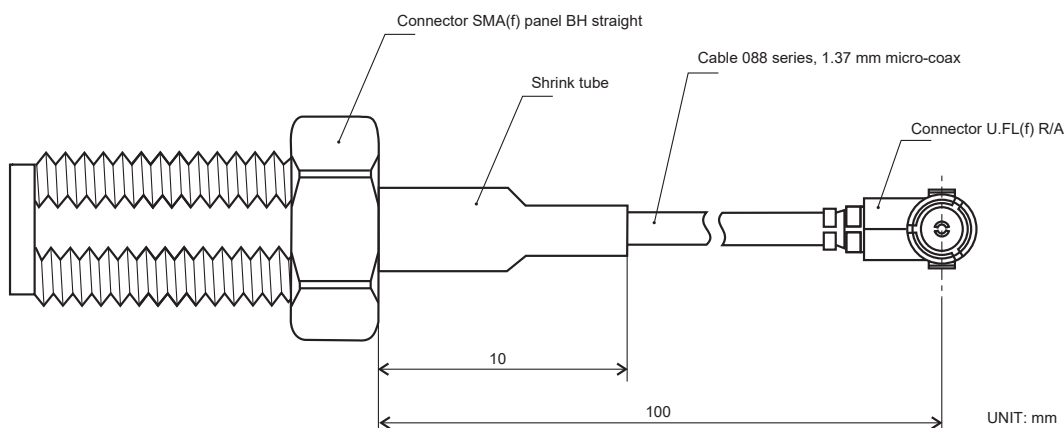 Connector SMA(f) panel BH straight
Cable 088 series, 1.37 mm micro-coax
Shrink tube
Connector U.FL(f) R/A
10
100
UNIT: mm